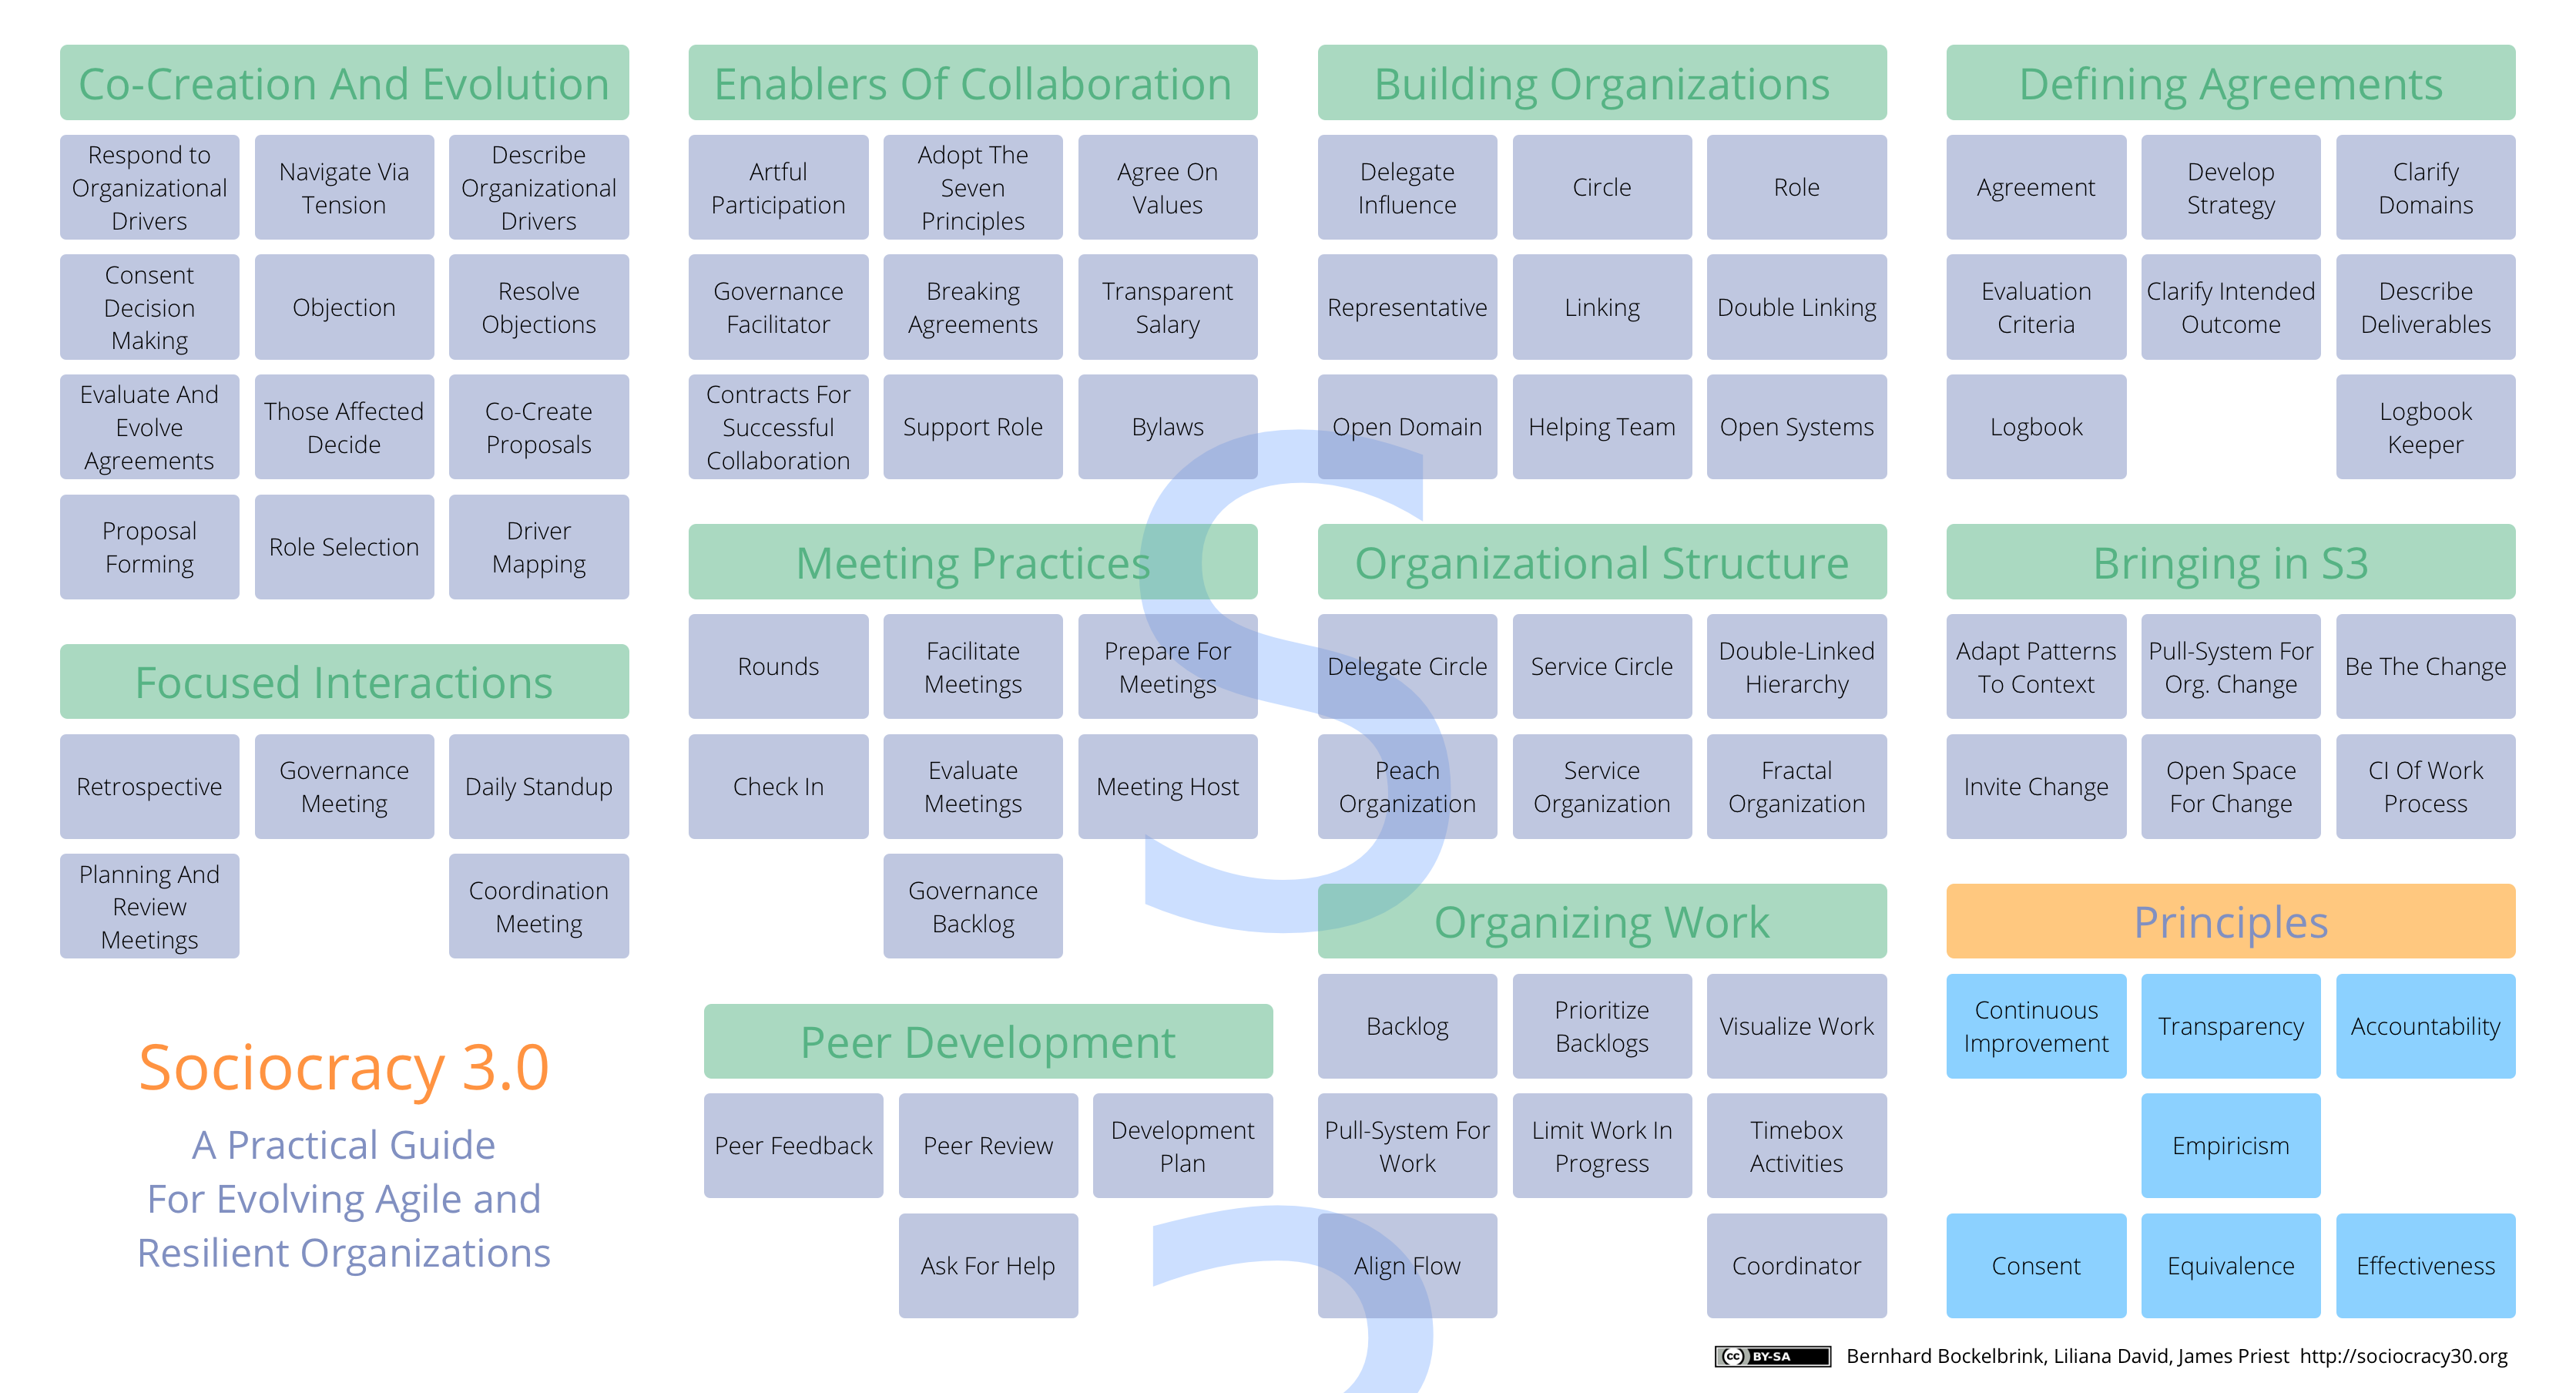 Co-Creation And Evolution
Respond to
Organizational
Drivers
Navigate Via
Tension
Describe
Organizational
Drivers
Consent
Decision
Making
Objection
Resolve
Objections
Evaluate And
Evolve
Agreements
Those Affected
Decide
Co-Create
Proposals
Proposal
Forming
Role Selection
Driver
Mapping
Focused Interactions
Retrospective
Governance
Meeting
Daily Standup
Planning And
Review
Meetings
Coordination
Meeting
Sociocracy 3.0
A Practical Guide
For Evolving Agile and
Resilient Organizations
Enablers Of Collaboration
Artful
Participation
Adopt The
Seven
Principles
Agree On
Values
Governance
Facilitator
Breaking
Agreements
Transparent
Salary
Contracts For
Successful
Collaboration
Support Role
Bylaws
Meeting Practices
Rounds
Facilitate
Meetings
Prepare For
Meetings
Check In
Evaluate
Meetings
Meeting Host
Governance
Backlog
Peer Development
Peer Feedback
Peer Review
Development
Plan
Ask For Help
S
Building Organizations
Delegate
Influence
Circle
Role
Representative
Linking
Double Linking
Open Domain
Helping Team
Open Systems
Organizational Structure
Delegate Circle
Service Circle
Double-Linked
Hierarchy
Peach
Organization
Service
Organization
Fractal
Organization
Organizing Work
Backlog
Prioritize
Backlogs
Visualize Work
Pull-System For
Work
Limit Work In
Progress
Timebox
Activities
Align Flow
Coordinator
Defining Agreements
Agreement
Develop
Strategy
Clarify
Domains
Evaluation
Criteria
Clarify Intended
Outcome
Describe
Deliverables
Logbook
Logbook
Keeper
Bringing in S3
Adapt Patterns
To Context
Pull-System For
Org. Change
Be The Change
Invite Change
Open Space
For Change
CI Of Work
Process
Principles
Continuous
Improvement
Transparency
Accountability
Empiricism
Consent
Equivalence
Effectiveness
cc BY-SA
Bernhard Bockelbrink, Liliana David, James Priest http://sociocracy30.org